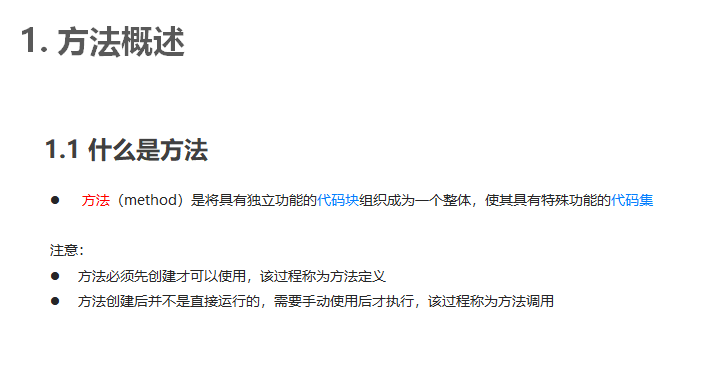 1. 方法概述
1.1 什么是方法
● 方法（method）是将具有独立功能的代码块组织成为一个整体，使其具有特殊功能的代码集
注意：
● 方法必须先创建才可以使用，该过程称为方法定义
● 方法创建后并不是直接运行的，需要手动使用后才执行，该过程称为方法调用